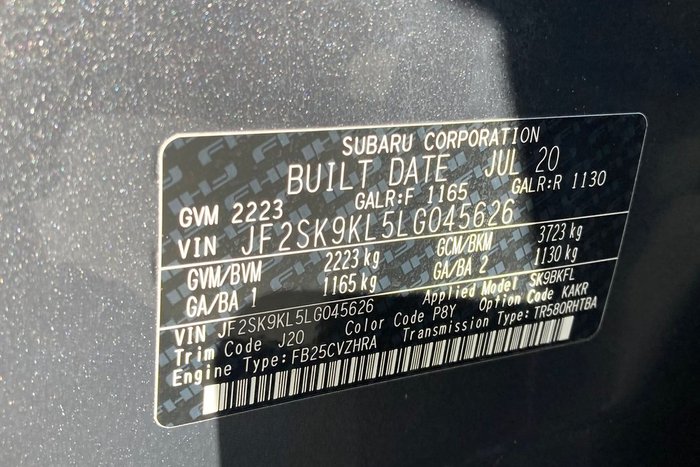 SUBARU CORPORATION
BUILT DATE JUL 20
GVM 2223 GALR:F 1165 GALR:R 1130
VIN JF2SK9KL5LG045626
GVM/BVM 2223 kg GCM/BKM 3723 kg
GA/BA 1 1165 kg GA/BA 2 1130 kg
VIN JF2SK9KL5LG045626 Applied Model SK9BKFL
Trim Code J20 Color Code P8Y Option Code KAKR
Engine Type:FB25CVZHRA Transmission Type:TR580RHTBA